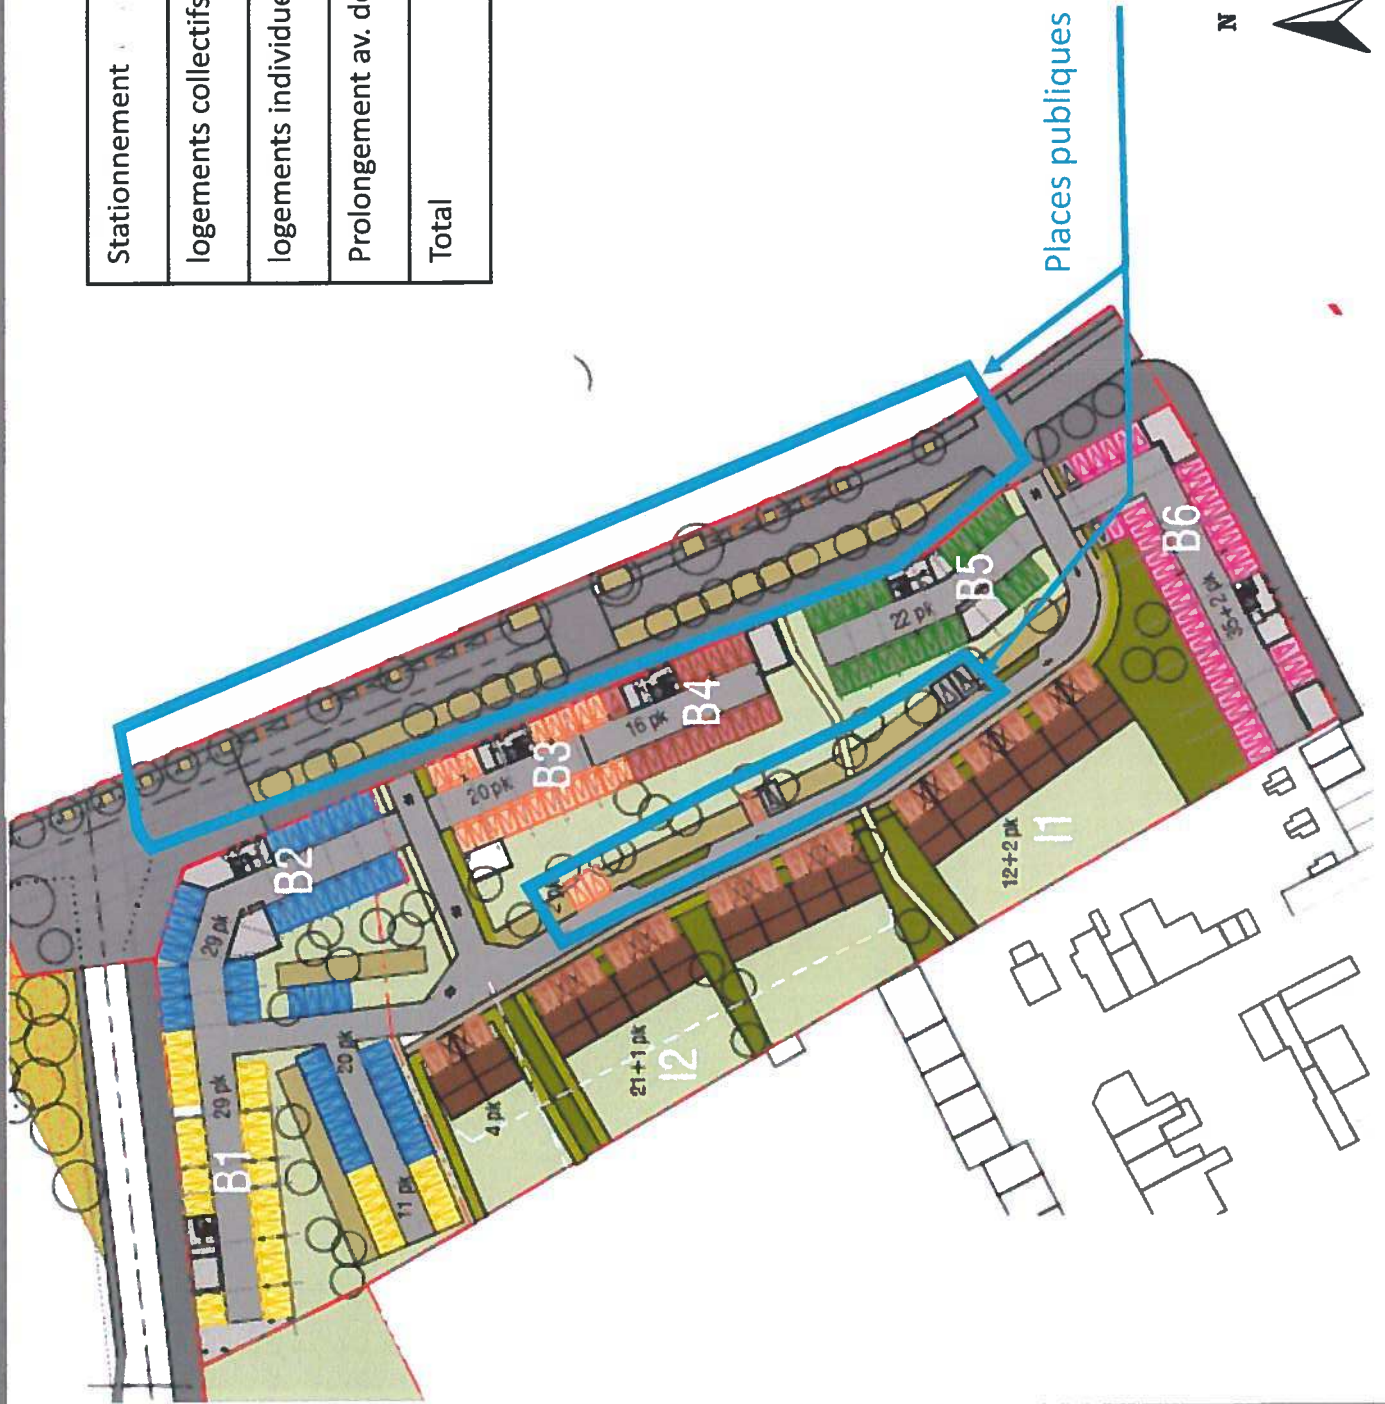 Stationnement
logements collectifs
logements individue
Prolongement av. de
Total
Places publiques
N
B1
29 pk
B2
29 pk
20 pk
11 pk
B3
20 pk
B4
16 pk
B5
22 pk
B6
35+2 pk
I1
12+2 pk
I2
21+1 pk
4 pk